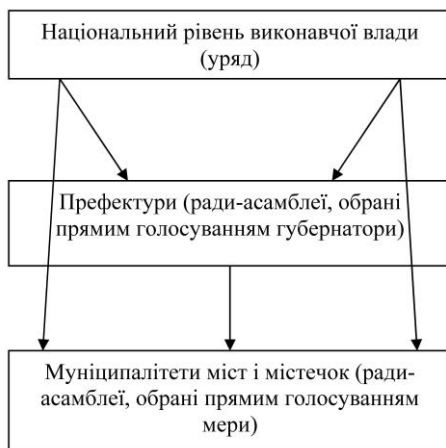 Національний рівень виконавчої влади
(уряд)
Префектури (ради-асамблеї, обрані
прямим голосуванням губернатори)
Муніципалітети міст і містечок (ради-
асамблеї, обрані прямим голосуванням
мери)